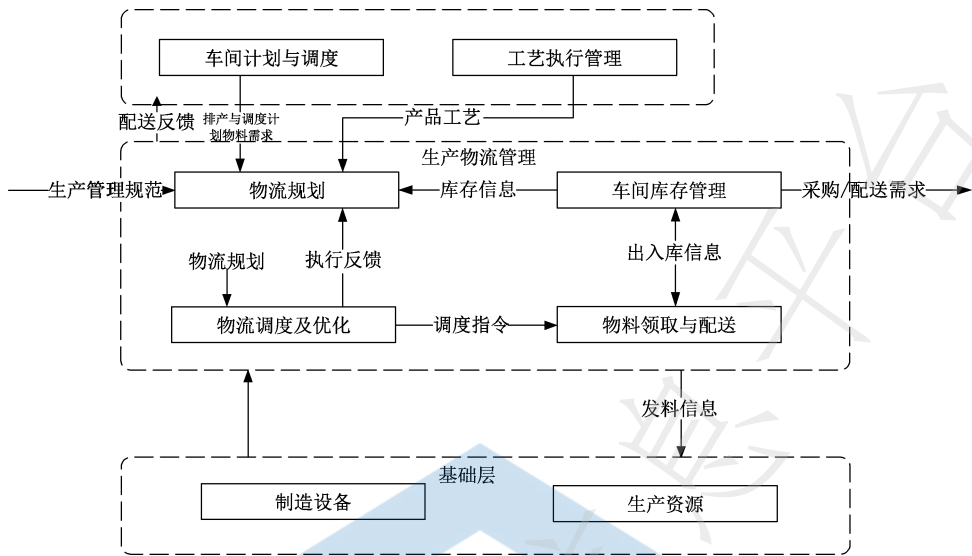 车间计划与调度
工艺执行管理
配送反馈
排产与调度计
划物料需求
产品工艺
生产物流管理
生产管理规范
物流规划
库存信息
车间库存管理
采购/配送需求
物流规划
执行反馈
出入库信息
物流调度及优化
调度指令
物料领取与配送
发料信息
基础层
制造设备
生产资源